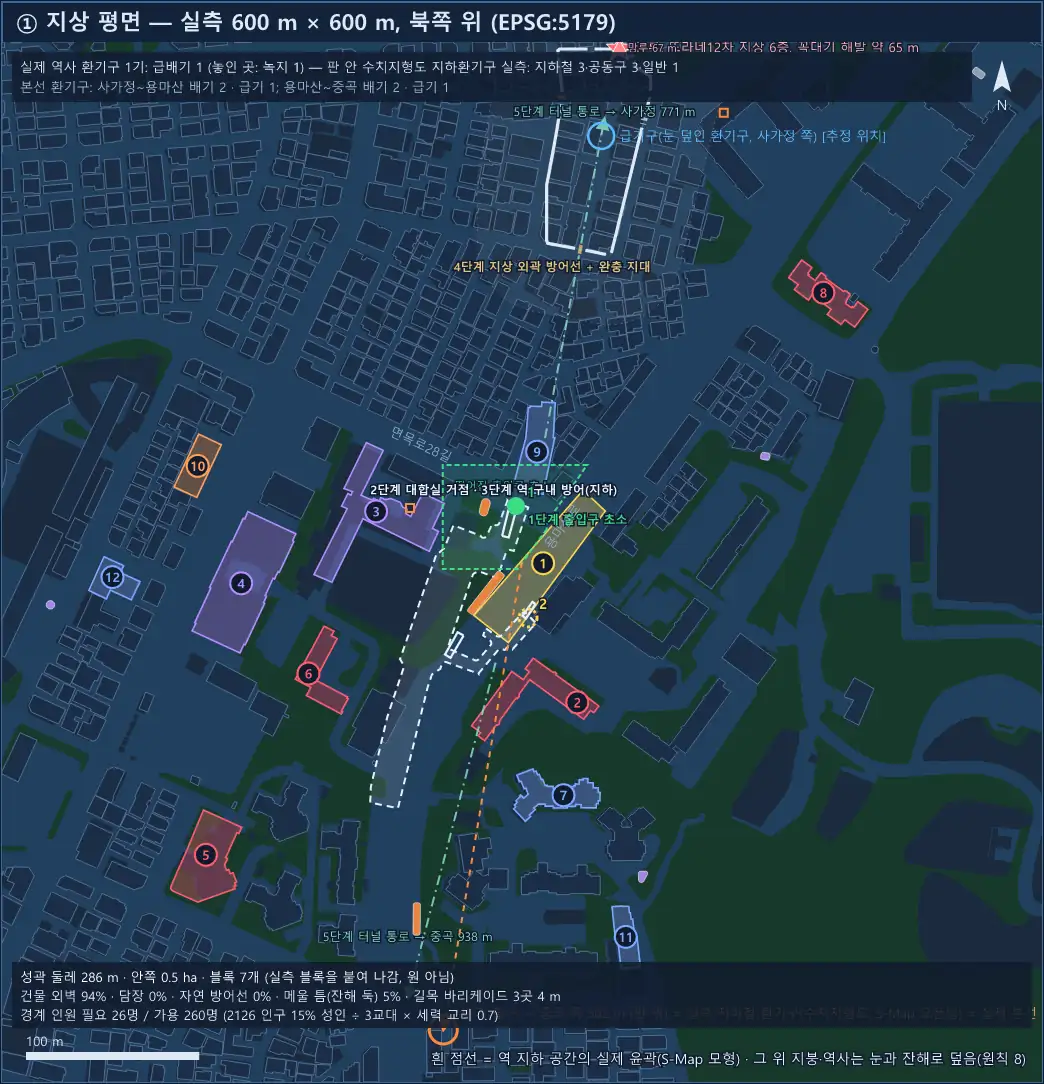 ① 지상 평면 — 실측 600 m × 600 m, 북쪽 위 (EPSG:5179)
지상 6층, 꼭대기 해발 약 65 m
실제 역사 환기구 1기: 급배기 1 (놓인 곳: 녹지 1) — 판 안 수치지형도 지하환기구 실측: 지하철 3·공동구 3·일반 1
본선 환기구: 사가정~용마산 배기 2 · 급기 1; 용마산~중곡 배기 2 · 급기 1
N
5단계 터널 통로 → 사가정 771 m
급기구(눈 덮인 환기구, 사가정 쪽) [추정 위치]
4단계 지상 외곽 방어선 + 완충 지대
8
면목로28길
9
10
2단계 대합실 거점 · 3단계 역 구내 방어(지하)
3
1단계 출입구 초소
1
12
4
2
6
2
7
5
5단계 터널 통로 → 중곡 938 m
11
성곽 둘레 286 m · 안쪽 0.5 ha · 블록 7개 (실측 블록을 붙여 나감, 원 아님)
건물 외벽 94% · 담장 0% · 자연 방어선 0% · 메울 틈(잔해 둑) 5% · 길목 바리케이드 3곳 4 m
경계 인원 필요 26명 / 가용 260명 (2126 인구 15% 성인 ÷ 3교대 × 세력 교리 0.7)
100 m
흰 점선 = 역 지하 공간의 실제 윤곽(S-Map 모형) · 그 위 지붕·역사는 눈과 잔해로 덮음(원칙 8)